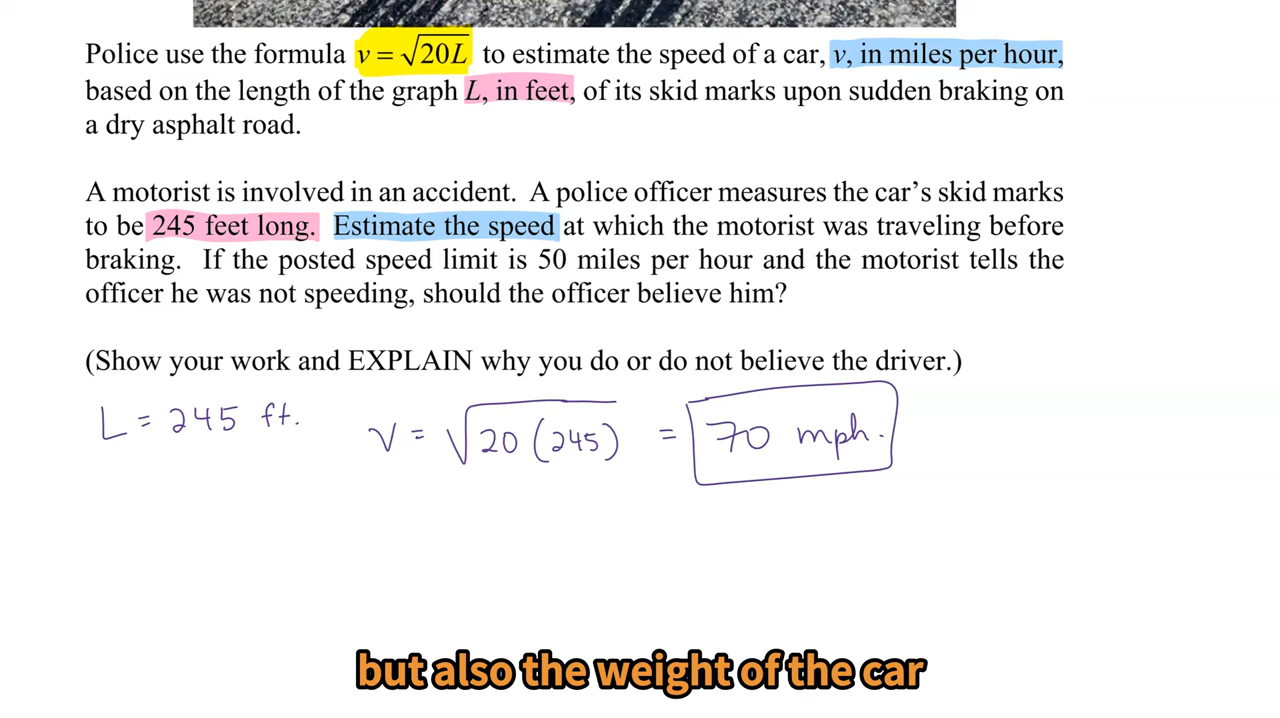 Police use the formula v = √20L to estimate the speed of a car, v, in miles per hour,
based on the length of the graph L, in feet, of its skid marks upon sudden braking on
a dry asphalt road.
A motorist is involved in an accident. A police officer measures the car's skid marks
to be 245 feet long. Estimate the speed at which the motorist was traveling before
braking. If the posted speed limit is 50 miles per hour and the motorist tells the
officer he was not speeding, should the officer believe him?
(Show your work and EXPLAIN why you do or do not believe the driver.)
L = 245 ft. v = √20(245) = 70 mph.
but also the weight of the car